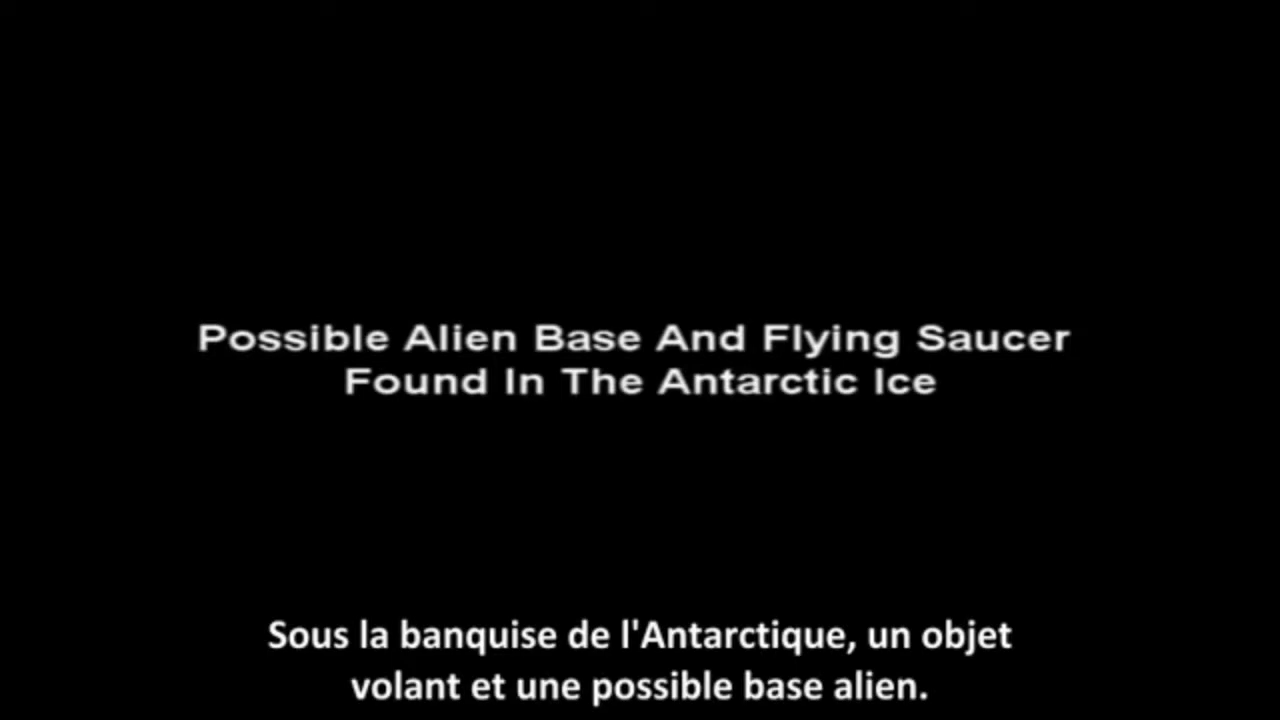 Possible Alien Base And Flying Saucer
Found In The Antarctic Ice
Sous la banquise de l'Antarctique, un objet
volant et une possible base alien.